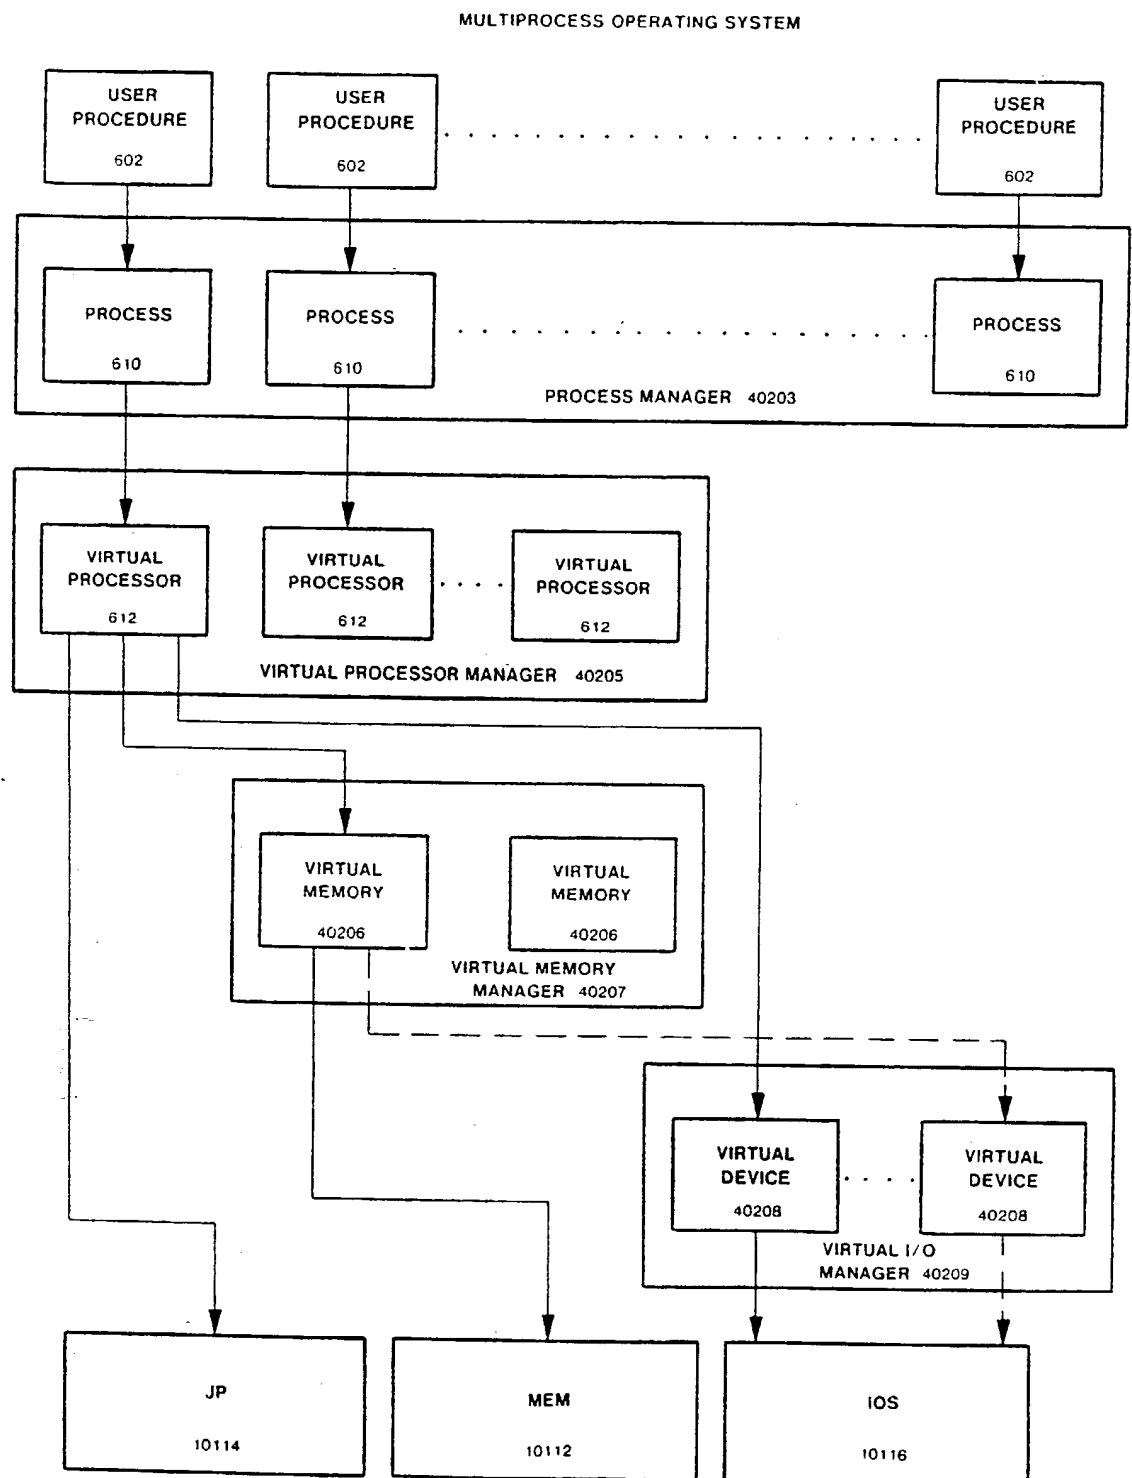 MULTIPROCESS OPERATING SYSTEM
USER
PROCEDURE
602
USER
PROCEDURE
602
USER
PROCEDURE
602
PROCESS
610
PROCESS
610
PROCESS
610
PROCESS MANAGER 40203
VIRTUAL
PROCESSOR
612
VIRTUAL
PROCESSOR
612
VIRTUAL
PROCESSOR
612
VIRTUAL PROCESSOR MANAGER 40205
VIRTUAL
MEMORY
40206
VIRTUAL
MEMORY
40206
VIRTUAL MEMORY
MANAGER 40207
VIRTUAL
DEVICE
40208
VIRTUAL
DEVICE
40208
VIRTUAL I/O
MANAGER 40209
JP
10114
MEM
10112
IOS
10116